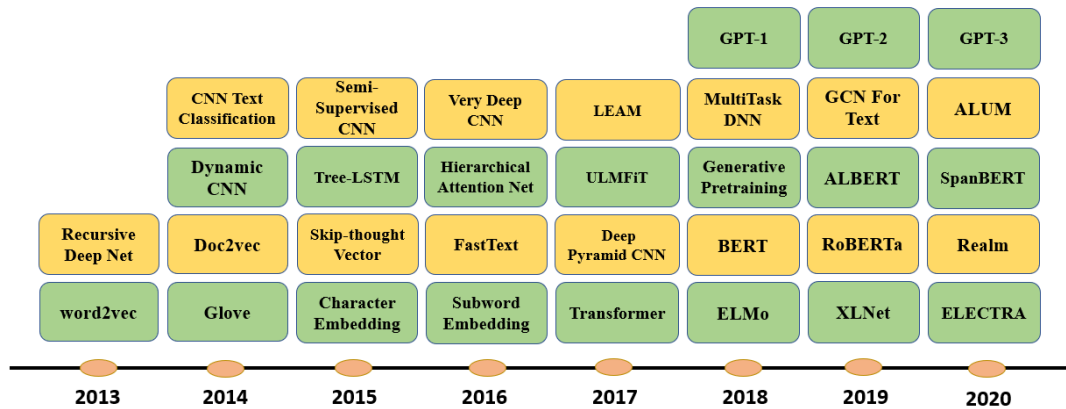 GPT-1
GPT-2
GPT-3
CNN Text
Classification
Semi-
Supervised
CNN
Very Deep
CNN
LEAM
MultiTask
DNN
GCN For
Text
ALUM
Dynamic
CNN
Tree-LSTM
Hierarchical
Attention Net
ULMFiT
Generative
Pretraining
ALBERT
SpanBERT
Recursive
Deep Net
Doc2vec
Skip-thought
Vector
FastText
Deep
Pyramid CNN
BERT
RoBERTa
Realm
word2vec
Glove
Character
Embedding
Subword
Embedding
Transformer
ELMo
XLNet
ELECTRA
2013
2014
2015
2016
2017
2018
2019
2020